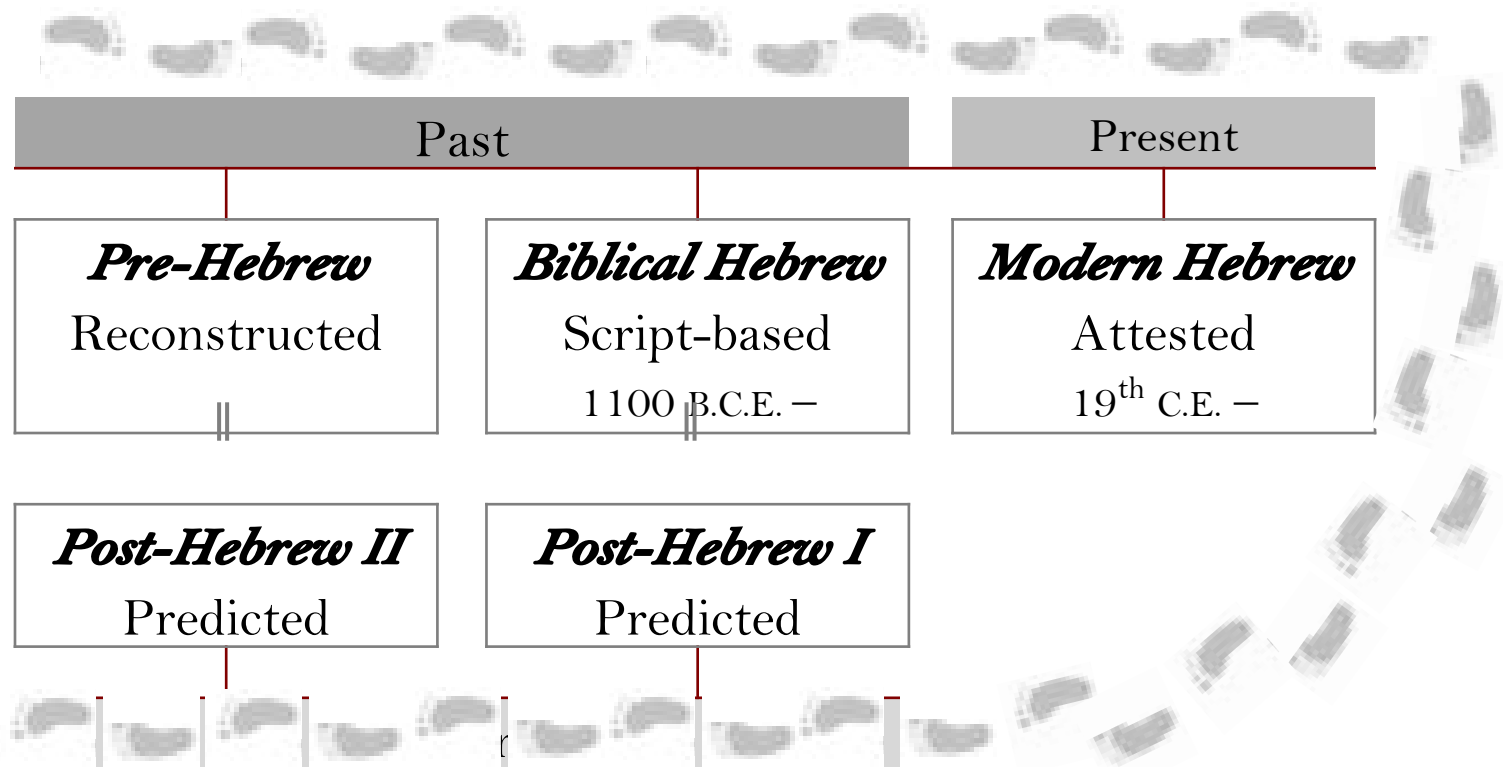 Past
Present
Pre-Hebrew
Reconstructed
Biblical Hebrew
Script-based
1100 B.C.E. –
Modern Hebrew
Attested
19th C.E. –
Post-Hebrew II
Predicted
Post-Hebrew I
Predicted